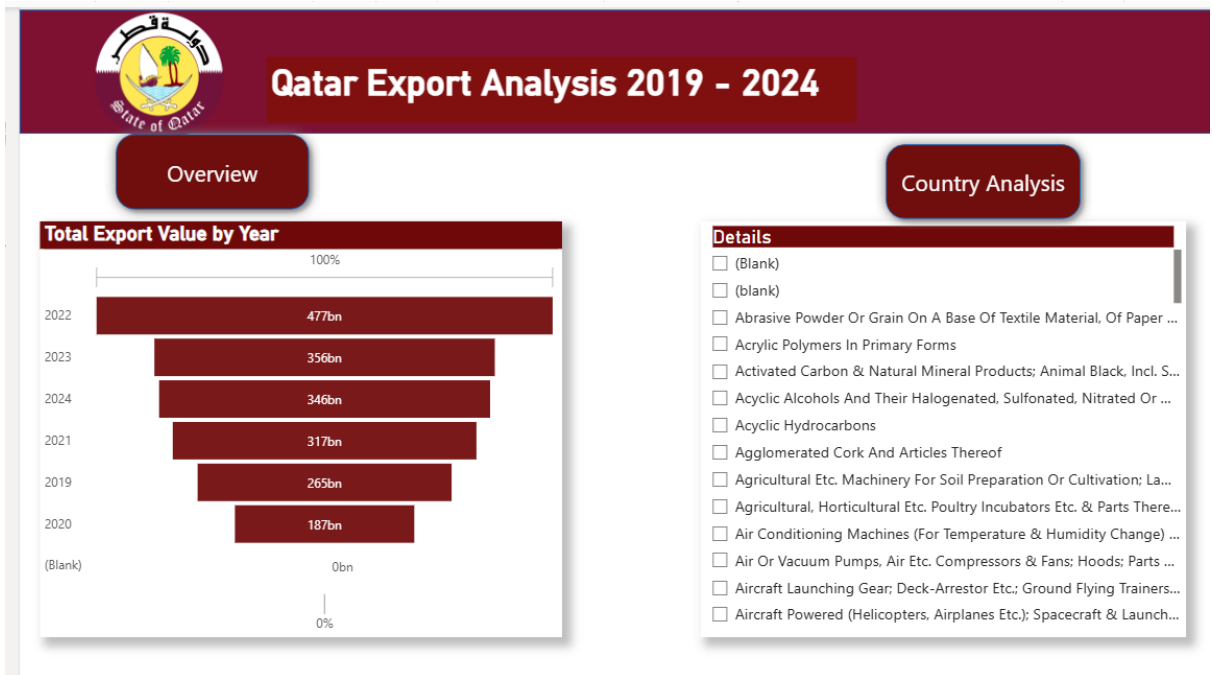 دولة قطر
State of Qatar
Qatar Export Analysis 2019 - 2024
Overview
Country Analysis
Total Export Value by Year
100%
2022 477bn
2023 356bn
2024 346bn
2021 317bn
2019 265bn
2020 187bn
(Blank) 0bn
0%
Details
(Blank)
(blank)
Abrasive Powder Or Grain On A Base Of Textile Material, Of Paper ...
Acrylic Polymers In Primary Forms
Activated Carbon & Natural Mineral Products; Animal Black, Incl. S...
Acyclic Alcohols And Their Halogenated, Sulfonated, Nitrated Or ...
Acyclic Hydrocarbons
Agglomerated Cork And Articles Thereof
Agricultural Etc. Machinery For Soil Preparation Or Cultivation; La...
Agricultural, Horticultural Etc. Poultry Incubators Etc. & Parts There...
Air Conditioning Machines (For Temperature & Humidity Change) ...
Air Or Vacuum Pumps, Air Etc. Compressors & Fans; Hoods; Parts ...
Aircraft Launching Gear; Deck-Arrestor Etc.; Ground Flying Trainers...
Aircraft Powered (Helicopters, Airplanes Etc.); Spacecraft & Launch...